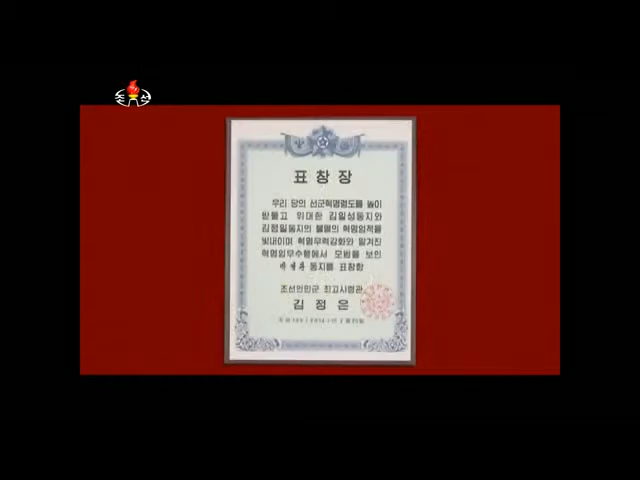 조 선
표창장
우리 당의 선군혁명령도를 높이
받들고 위대한 김일성동지와
김정일동지의 불멸의 혁명업적을
빛내이며 혁명무력강화와 맡겨진
혁명임무수행에서 모범을 보인
동지를 표창함
조선인민군 최고사령관
김정은